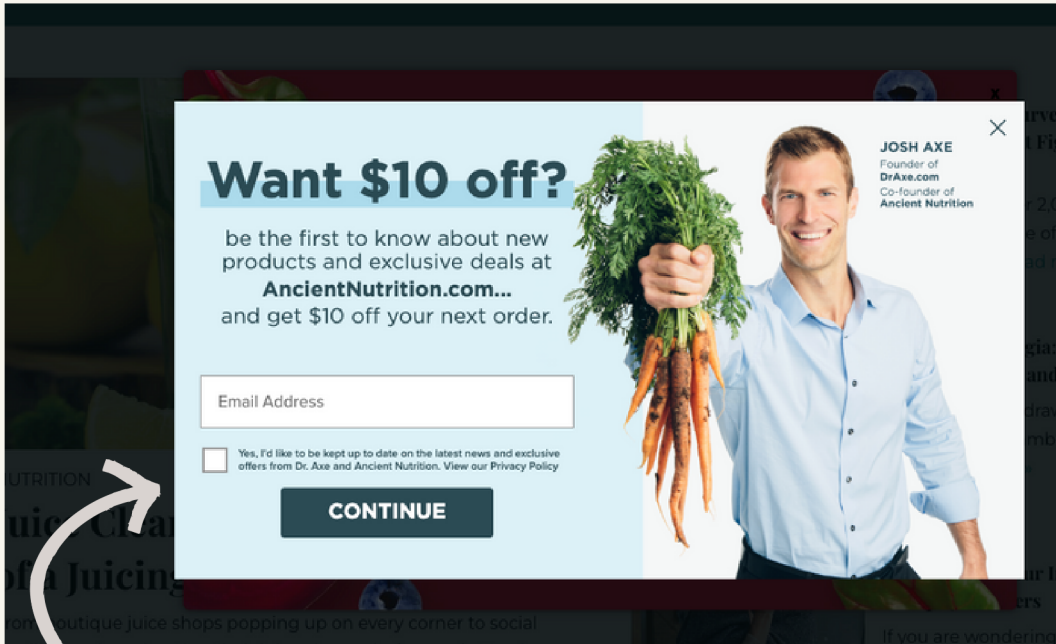 X
Want $10 off?
be the first to know about new
products and exclusive deals at
AncientNutrition.com...
and get $10 off your next order.
Email Address
Yes, I'd like to be kept up to date on the latest news and exclusive
offers from Dr. Axe and Ancient Nutrition. View our Privacy Policy
CONTINUE
JOSH AXE
Founder of
DrAxe.com
Co-founder of
Ancient Nutrition
of a Juicing
boutique juice shops popping up on every corner to social
If you are wondering